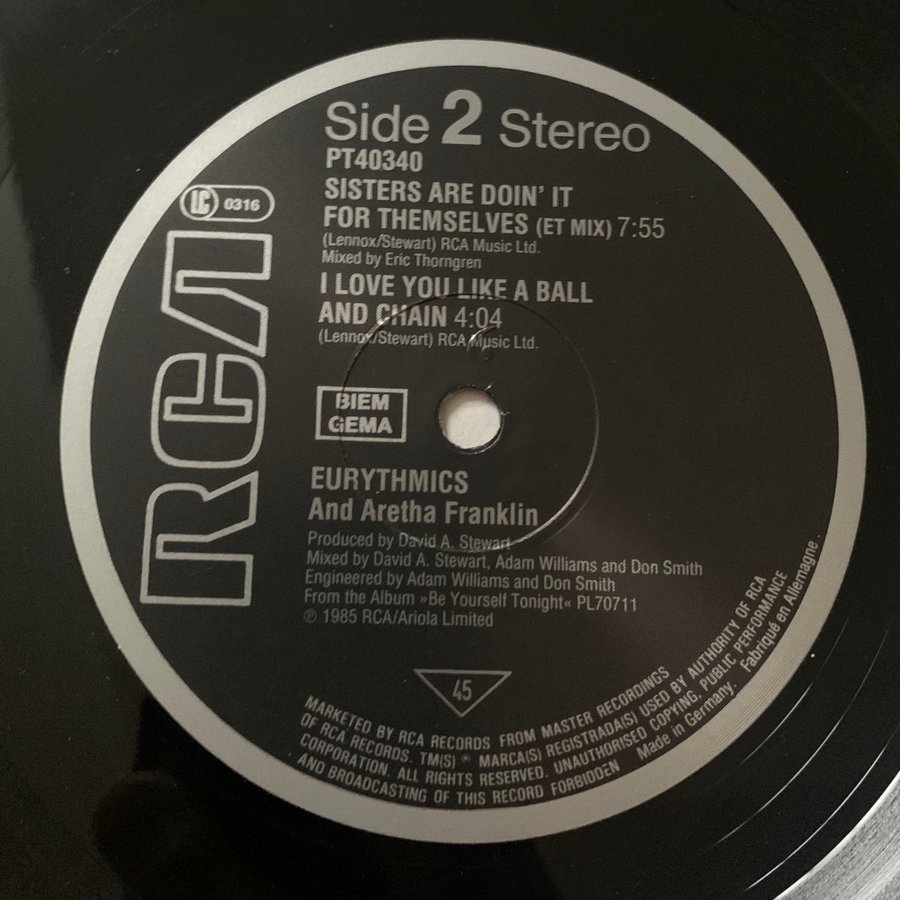 Side 2 Stereo
PT40340
SISTERS ARE DOIN' IT
FOR THEMSELVES (ET MIX) 7:55
(Lennox/Stewart) RCA Music Ltd.
Mixed by Eric Thorngren
I LOVE YOU LIKE A BALL
AND CHAIN 4:04
(Lennox/Stewart) RCA Music Ltd.
LC 0316
RCA
BIEM
GEMA
EURYTHMICS
And Aretha Franklin
Produced by David A. Stewart
Mixed by David A. Stewart, Adam Williams and Don Smith
Engineered by Adam Williams and Don Smith
From the Album »Be Yourself Tonight« PL70711
℗ 1985 RCA/Ariola Limited
45
MARKETED BY RCA RECORDS FROM MASTER RECORDINGS
OF RCA RECORDS. TM(S) ® MARCA(S) REGISTRADA(S) USED BY AUTHORITY OF RCA
CORPORATION. ALL RIGHTS RESERVED. UNAUTHORISED COPYING, PUBLIC PERFORMANCE
AND BROADCASTING OF THIS RECORD FORBIDDEN Made in Germany. Fabriqué en Allemagne.